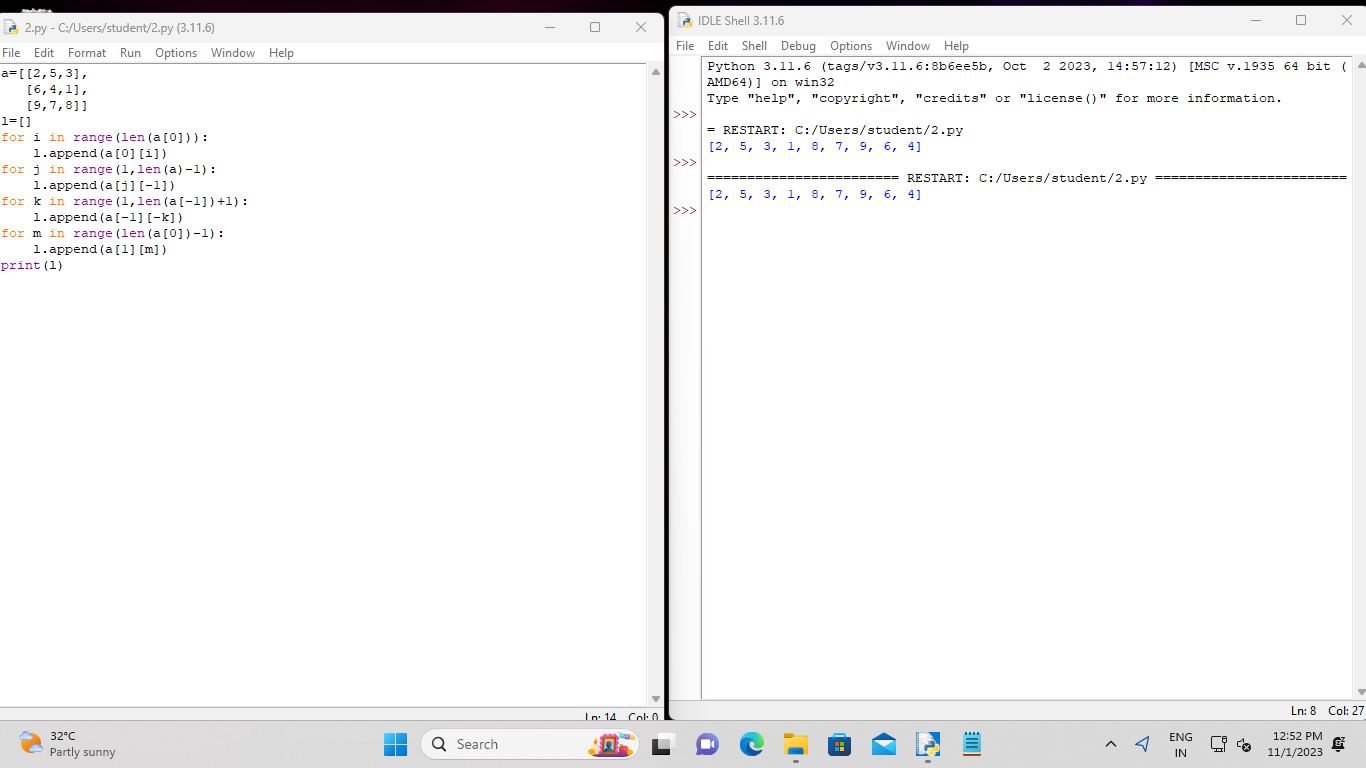 2.py - C:/Users/student/2.py (3.11.6)
File Edit Format Run Options Window Help
a=[[2,5,3],
   [6,4,1],
   [9,7,8]]
l=[]
for i in range(len(a[0])):
    l.append(a[0][i])
for j in range(1,len(a)-1):
    l.append(a[j][-1])
for k in range(1,len(a[-1])+1):
    l.append(a[-1][-k])
for m in range(len(a[0])-1):
    l.append(a[1][m])
print(l)
Ln: 14 Col: 0
IDLE Shell 3.11.6
File Edit Shell Debug Options Window Help
Python 3.11.6 (tags/v3.11.6:8b6ee5b, Oct  2 2023, 14:57:12) [MSC v.1935 64 bit (
AMD64)] on win32
Type "help", "copyright", "credits" or "license()" for more information.
>>>
= RESTART: C:/Users/student/2.py
[2, 5, 3, 1, 8, 7, 9, 6, 4]
>>>
======================== RESTART: C:/Users/student/2.py ========================
[2, 5, 3, 1, 8, 7, 9, 6, 4]
>>>
Ln: 8 Col: 27
32°C
Partly sunny
Search
ENG
IN
12:52 PM
11/1/2023